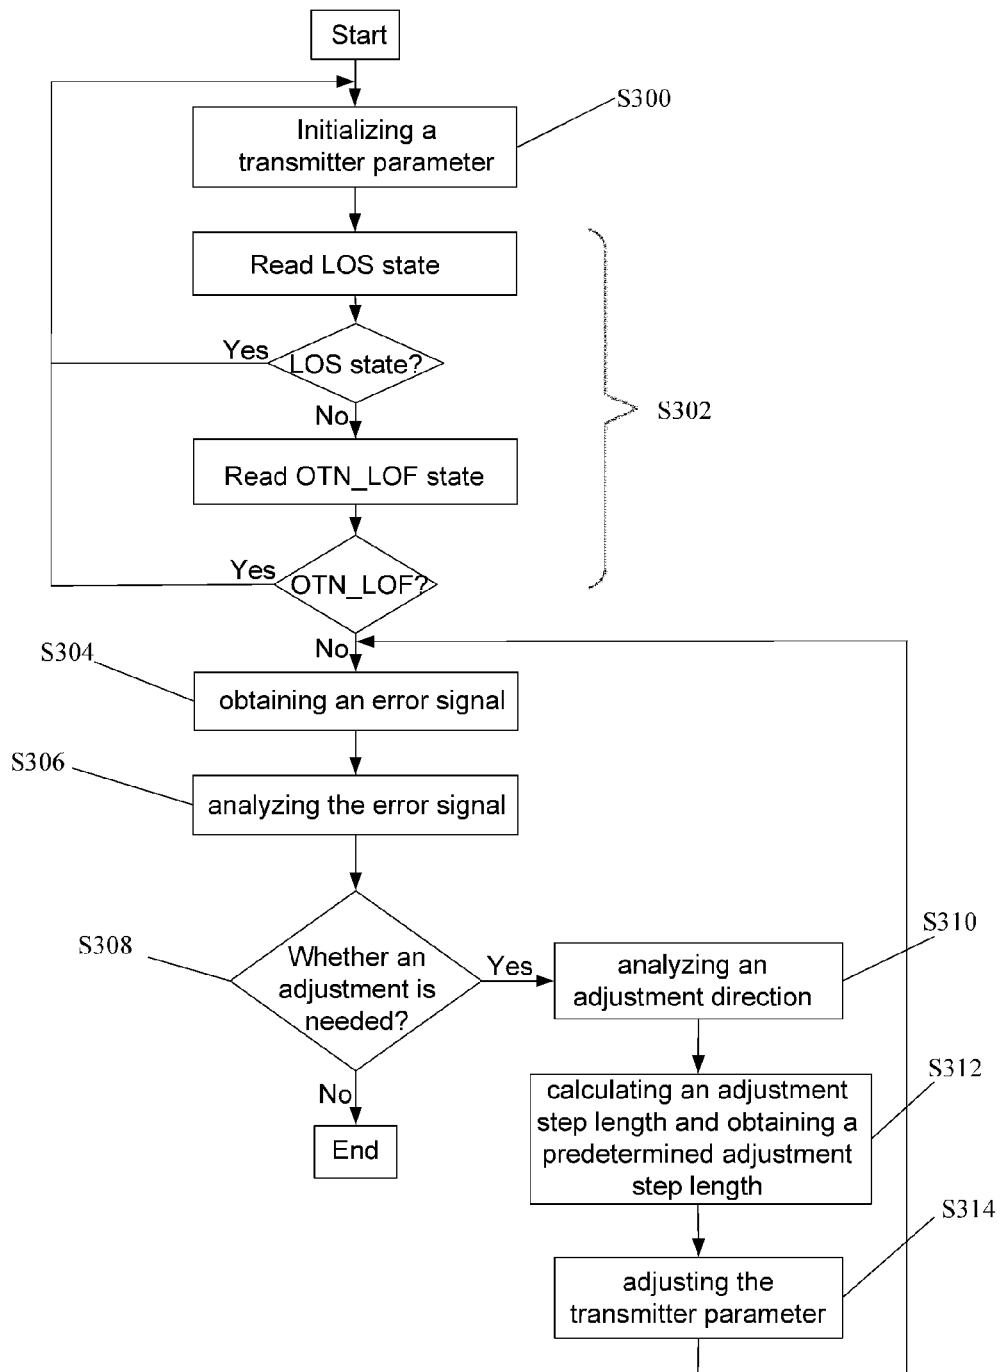 Start
S300
Initializing a
transmitter parameter
Read LOS state
Yes
LOS state?
S302
No
Read OTN_LOF state
Yes
OTN_LOF?
No
S304
obtaining an error signal
S306
analyzing the error signal
S308
Whether an
adjustment is
needed?
Yes
S310
analyzing an
adjustment direction
No
End
S312
calculating an adjustment
step length and obtaining a
predetermined adjustment
step length
S314
adjusting the
transmitter parameter